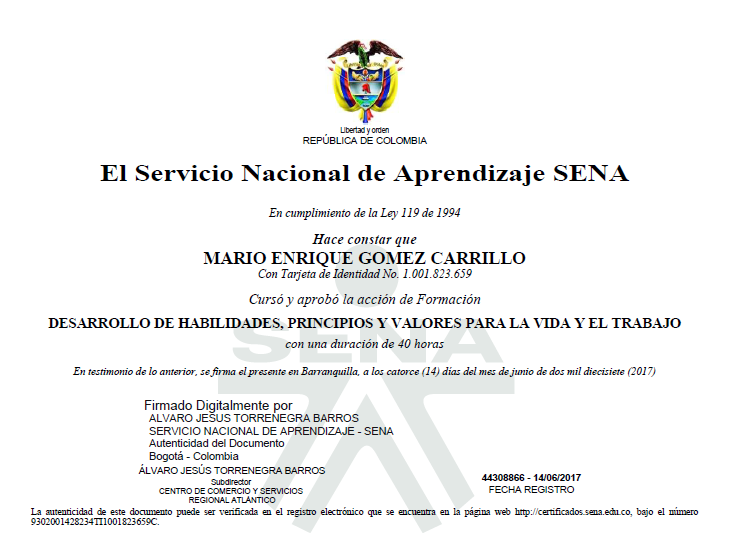 Libertad y orden
REPÚBLICA DE COLOMBIA
El Servicio Nacional de Aprendizaje SENA
En cumplimiento de la Ley 119 de 1994
Hace constar que
MARIO ENRIQUE GOMEZ CARRILLO
Con Tarjeta de Identidad No. 1.001.823.659
Cursó y aprobó la acción de Formación
DESARROLLO DE HABILIDADES, PRINCIPIOS Y VALORES PARA LA VIDA Y EL TRABAJO
SENA
con una duración de 40 horas
En testimonio de lo anterior, se firma el presente en Barranquilla, a los catorce (14) días del mes de junio de dos mil diecisiete (2017)
Firmado Digitalmente por
ALVARO JESUS TORRENEGRA BARROS
SERVICIO NACIONAL DE APRENDIZAJE - SENA
Autenticidad del Documento
Bogotá - Colombia
ÁLVARO JESÚS TORRENEGRA BARROS
Subdirector
CENTRO DE COMERCIO Y SERVICIOS
REGIONAL ATLÁNTICO
44308866 - 14/06/2017
FECHA REGISTRO
La autenticidad de este documento puede ser verificada en el registro electrónico que se encuentra en la página web http://certificados.sena.edu.co, bajo el número
9302001428234TI1001823659C.